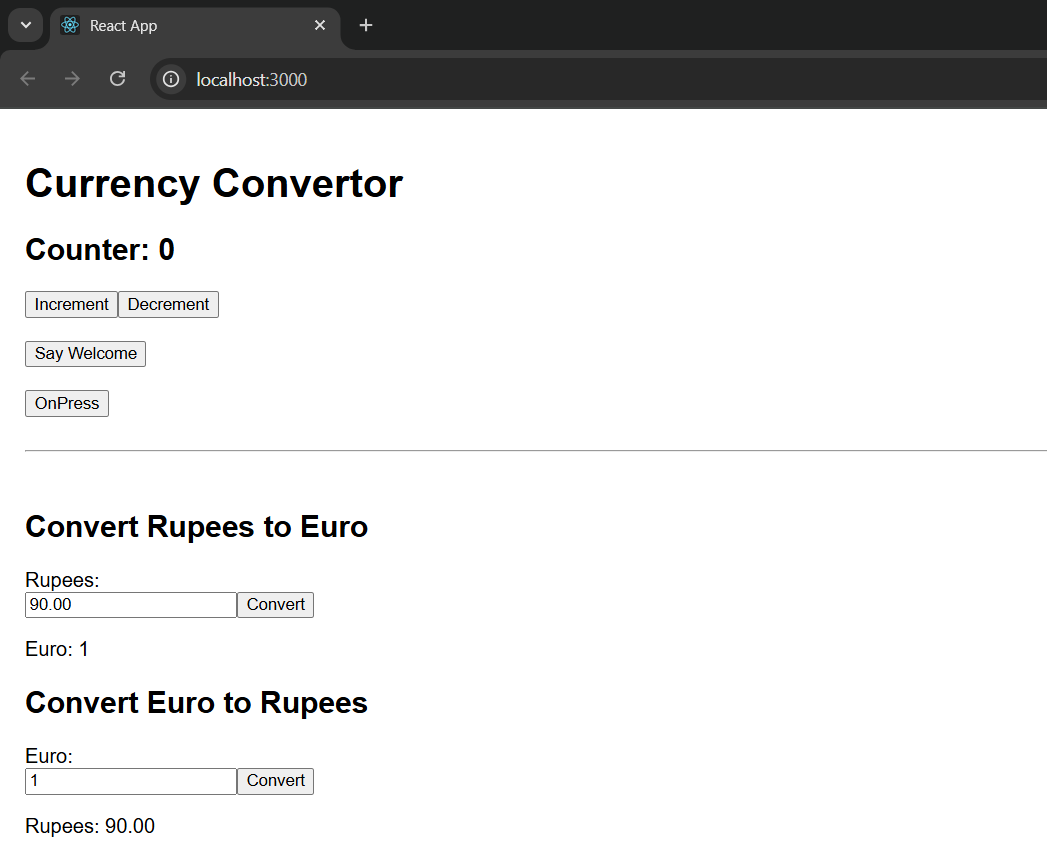 React App
localhost:3000
Currency Convertor
Counter: 0
Increment Decrement
Say Welcome
OnPress
Convert Rupees to Euro
Rupees:
90.00 Convert
Euro: 1
Convert Euro to Rupees
Euro:
1 Convert
Rupees: 90.00